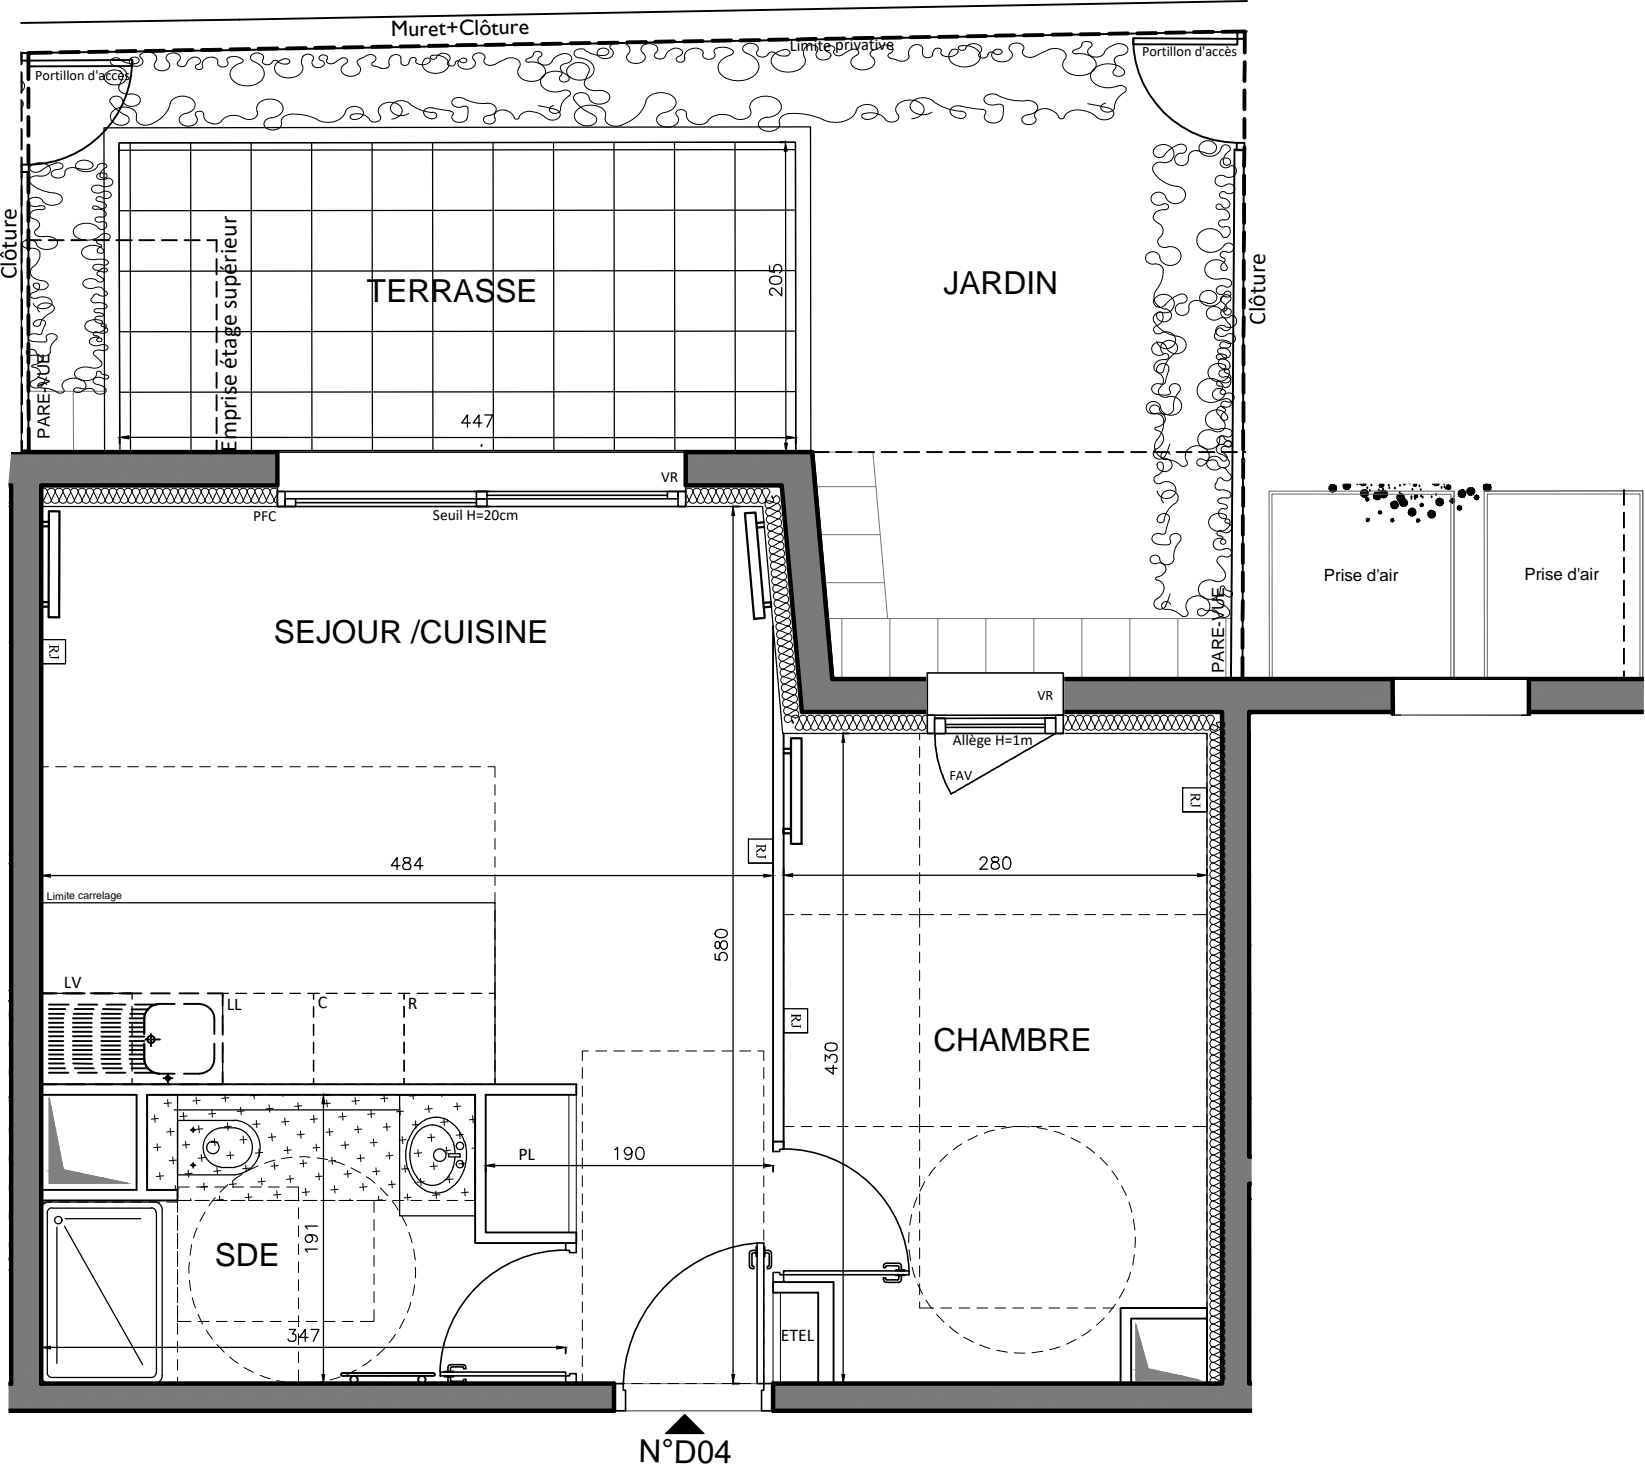 Muret+Clôture
Limite privative
Portillon d'accès
Portillon d'accès
Clôture
Emprise étage supérieur
TERRASSE
205
JARDIN
Clôture
PARE-VUE
447
VR
PFC
Seuil H=20cm
Prise d'air
Prise d'air
PARE-VUE
SEJOUR /CUISINE
RJ
VR
Allège H=1m
FAV
RJ
RJ
484
280
Limite carrelage
580
LV
LL
C
R
RJ
CHAMBRE
430
PL
190
SDE
191
347
ETEL
N°D04